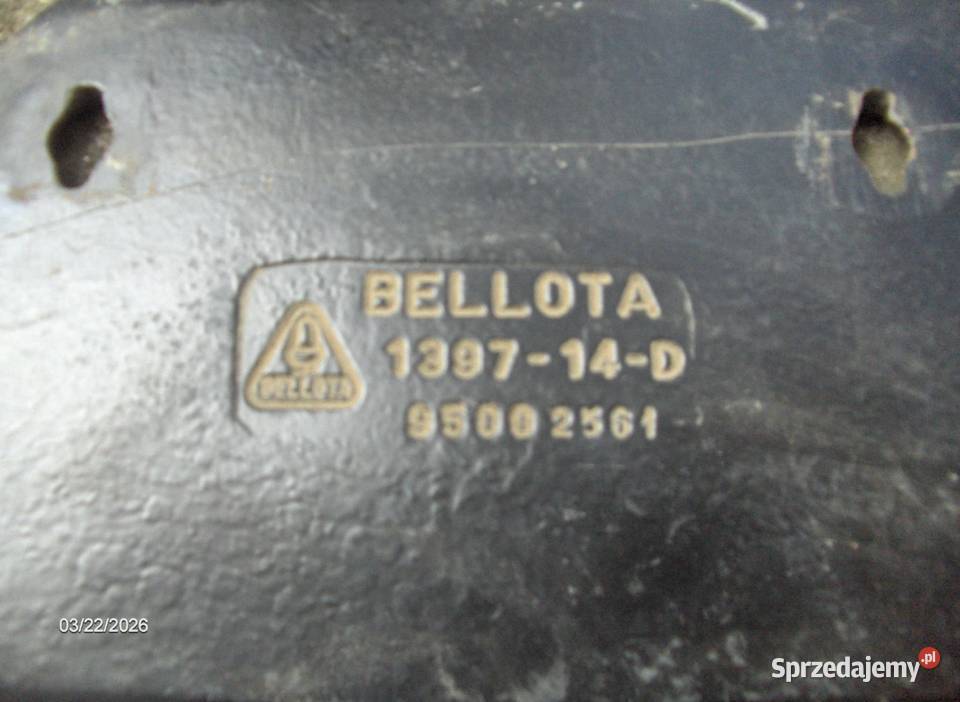 BELLOTA
BELLOTA
1397-14-D
95002561
03/22/2026
Sprzedajemy.pl